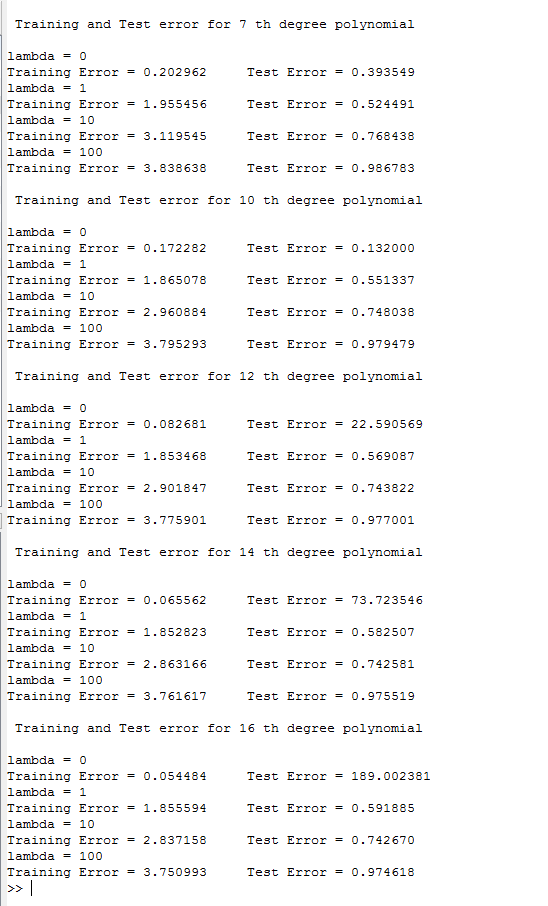 Training and Test error for 7 th degree polynomial
lambda = 0
Training Error = 0.202962 Test Error = 0.393549
lambda = 1
Training Error = 1.955456 Test Error = 0.524491
lambda = 10
Training Error = 3.119545 Test Error = 0.768438
lambda = 100
Training Error = 3.838638 Test Error = 0.986783
Training and Test error for 10 th degree polynomial
lambda = 0
Training Error = 0.172282 Test Error = 0.132000
lambda = 1
Training Error = 1.865078 Test Error = 0.551337
lambda = 10
Training Error = 2.960884 Test Error = 0.748038
lambda = 100
Training Error = 3.795293 Test Error = 0.979479
Training and Test error for 12 th degree polynomial
lambda = 0
Training Error = 0.082681 Test Error = 22.590569
lambda = 1
Training Error = 1.853468 Test Error = 0.569087
lambda = 10
Training Error = 2.901847 Test Error = 0.743822
lambda = 100
Training Error = 3.775901 Test Error = 0.977001
Training and Test error for 14 th degree polynomial
lambda = 0
Training Error = 0.065562 Test Error = 73.723546
lambda = 1
Training Error = 1.852823 Test Error = 0.582507
lambda = 10
Training Error = 2.863166 Test Error = 0.742581
lambda = 100
Training Error = 3.761617 Test Error = 0.975519
Training and Test error for 16 th degree polynomial
lambda = 0
Training Error = 0.054484 Test Error = 189.002381
lambda = 1
Training Error = 1.855594 Test Error = 0.591885
lambda = 10
Training Error = 2.837158 Test Error = 0.742670
lambda = 100
Training Error = 3.750993 Test Error = 0.974618
>>